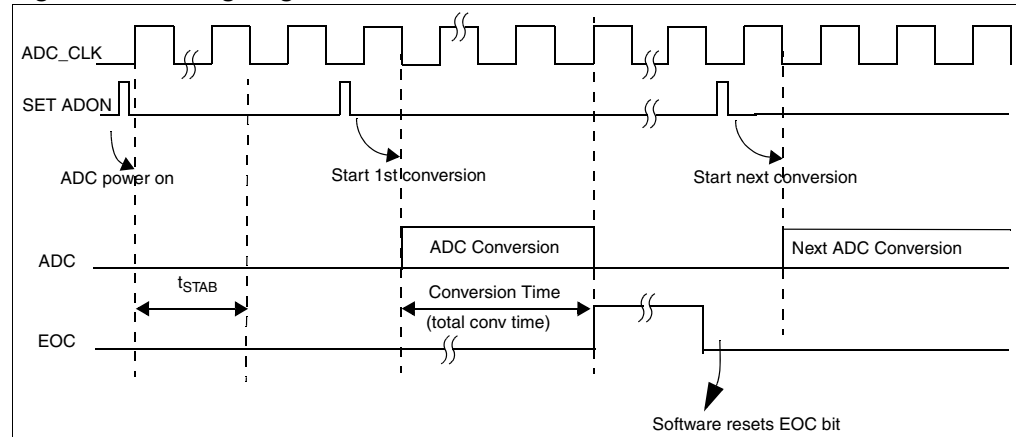 ADC_CLK
SET ADON
ADC power on
Start 1st conversion
Start next conversion
ADC Conversion
Next ADC Conversion
ADC
tSTAB
Conversion Time
(total conv time)
EOC
Software resets EOC bit